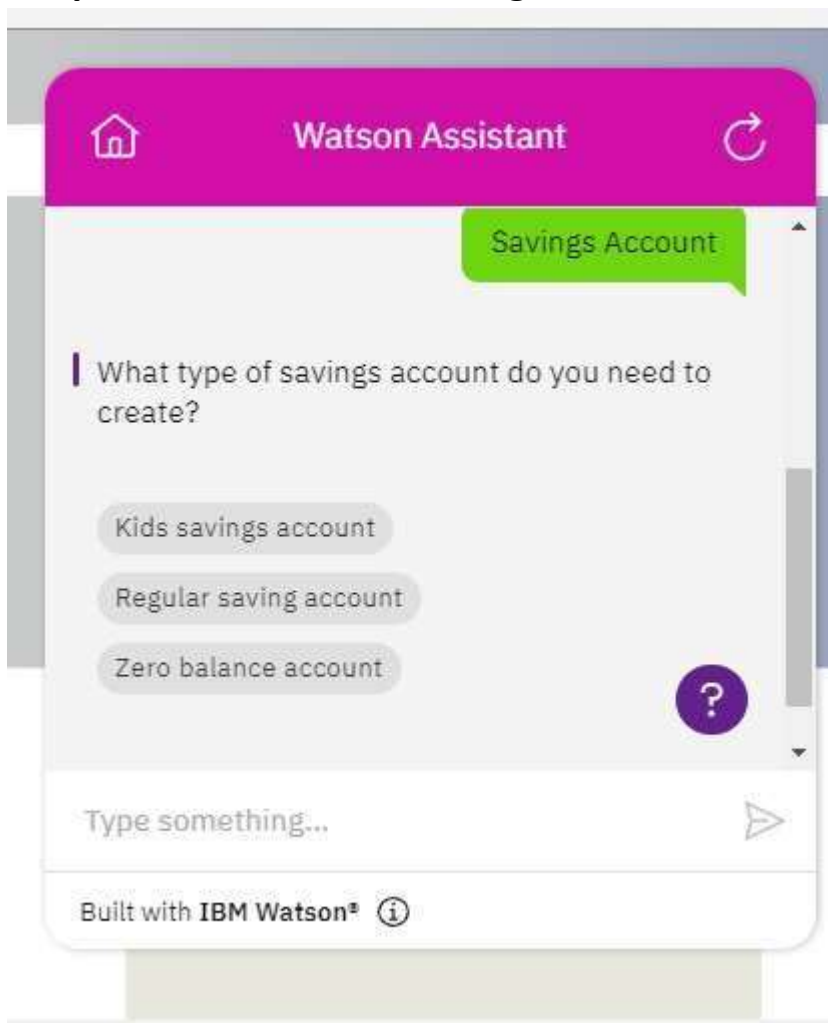 Watson Assistant
Savings Account
What type of savings account do you need to
create?
Kids savings account
Regular saving account
Zero balance account
?
Type something...
Built with IBM Watson®